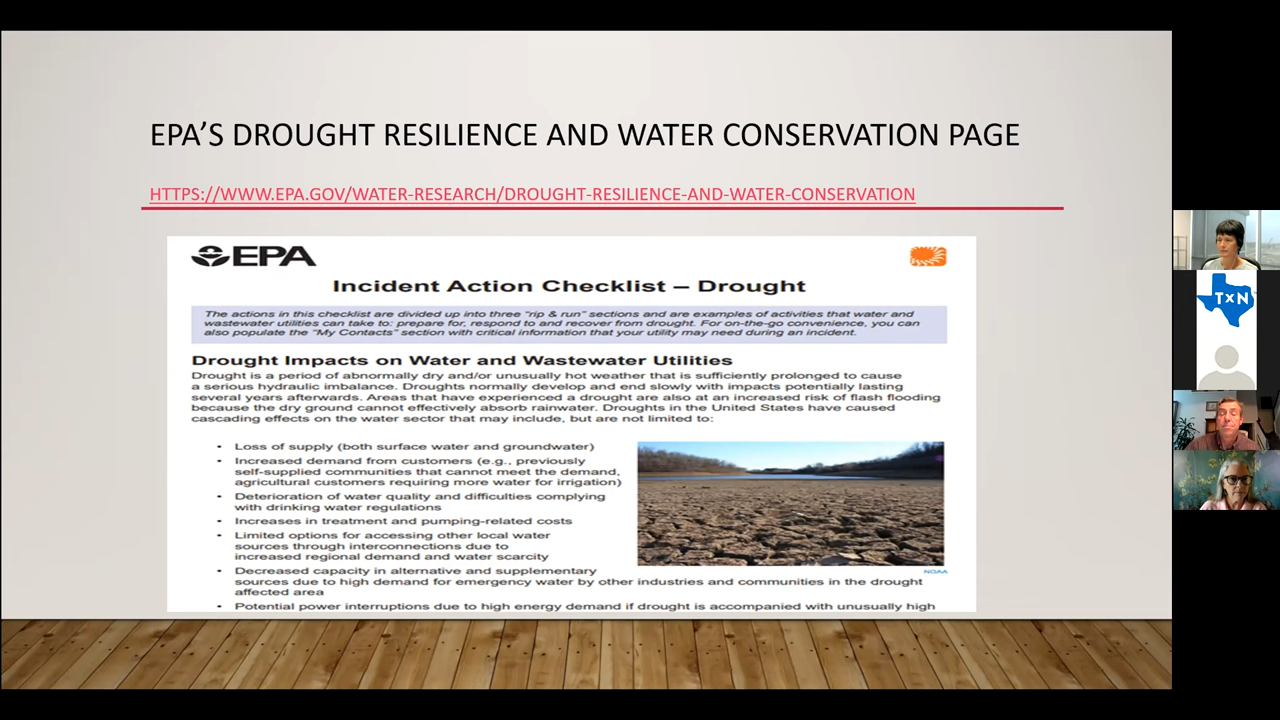 EPA'S DROUGHT RESILIENCE AND WATER CONSERVATION PAGE
HTTPS://WWW.EPA.GOV/WATER-RESEARCH/DROUGHT-RESILIENCE-AND-WATER-CONSERVATION
EPA
Incident Action Checklist – Drought
The actions in this checklist are divided up into three "rip & run" sections and are examples of activities that water and
wastewater utilities can take to: prepare for, respond to and recover from drought. For on-the-go convenience, you can
also populate the "My Contacts" section with critical information that your utility may need during an incident.
Drought Impacts on Water and Wastewater Utilities
Drought is a period of abnormally dry and/or unusually hot weather that is sufficiently prolonged to cause
a serious hydraulic imbalance. Droughts normally develop and end slowly with impacts potentially lasting
several years afterwards. Areas that have experienced a drought are also at an increased risk of flash flooding
because the dry ground cannot effectively absorb rainwater. Droughts in the United States have caused
cascading effects on the water sector that may include, but are not limited to:
• Loss of supply (both surface water and groundwater)
• Increased demand from customers (e.g., previously
self-supplied communities that cannot meet the demand,
agricultural customers requiring more water for irrigation)
• Deterioration of water quality and difficulties complying
with drinking water regulations
• Increases in treatment and pumping-related costs
• Limited options for accessing other local water
sources through interconnections due to
increased regional demand and water scarcity
• Decreased capacity in alternative and supplementary
sources due to high demand for emergency water by other industries and communities in the drought
affected area
• Potential power interruptions due to high energy demand if drought is accompanied with unusually high
NOAA
TxN